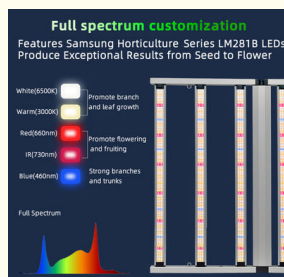 Full spectrum customization
Features Samsung Horticulture Series LM281B LEDs
Produce Exceptional Results from Seed to Flower
White(6500K)
Promote branch
and leaf growth
Warm(3000K)
Red(660nm)
Promote flowering
and fruiting
IR(730nm)
Blue(460nm)
Strong branches
and trunks
Full Spectrum